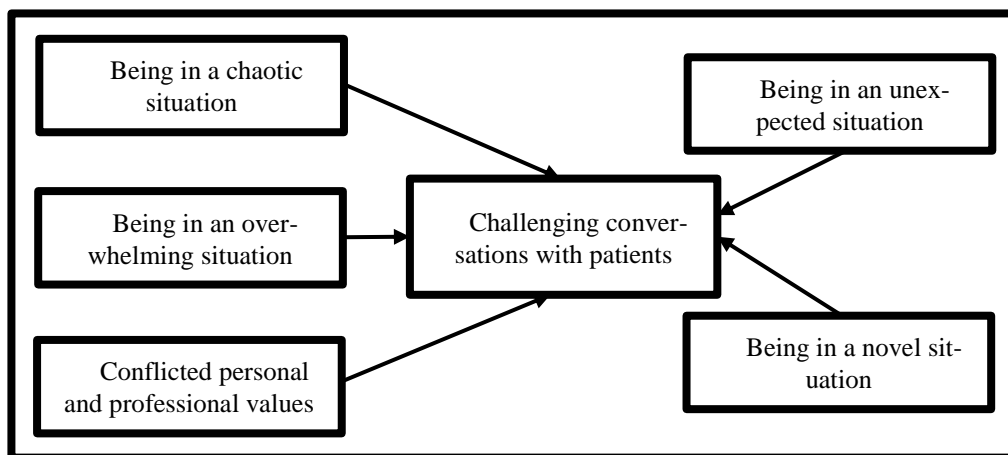 Being in a chaotic
situation
Being in an over-
whelming situation
Conflicted personal
and professional values
Challenging conver-
sations with patients
Being in an unex-
pected situation
Being in a novel sit-
uation